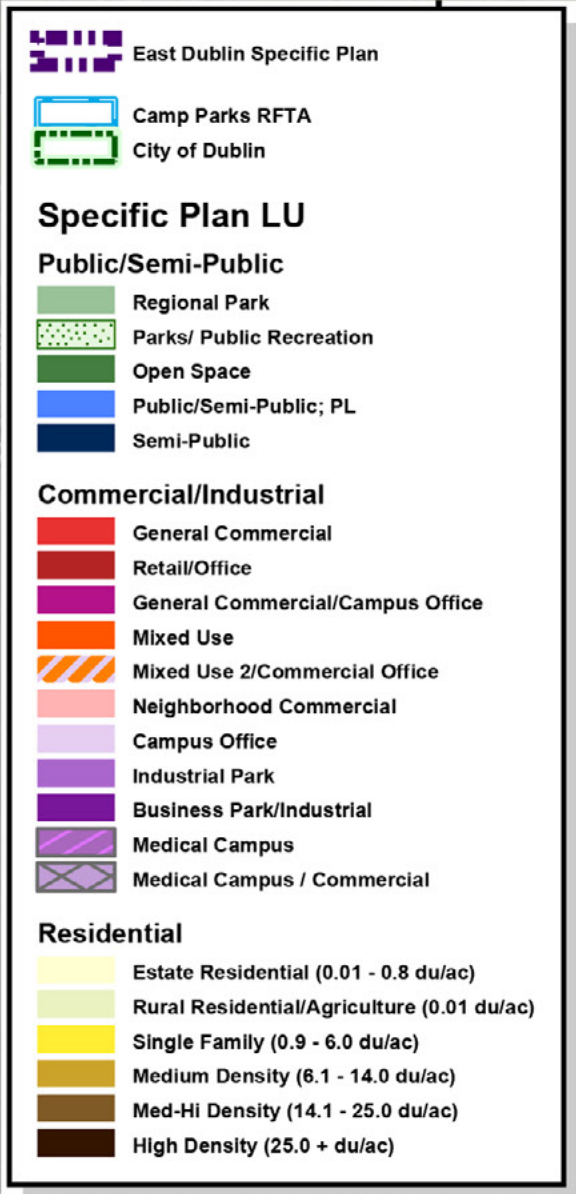 East Dublin Specific Plan
Camp Parks RFTA
City of Dublin
Specific Plan LU
Public/Semi-Public
Regional Park
Parks/ Public Recreation
Open Space
Public/Semi-Public; PL
Semi-Public
Commercial/Industrial
General Commercial
Retail/Office
General Commercial/Campus Office
Mixed Use
Mixed Use 2/Commercial Office
Neighborhood Commercial
Campus Office
Industrial Park
Business Park/Industrial
Medical Campus
Medical Campus / Commercial
Residential
Estate Residential (0.01 - 0.8 du/ac)
Rural Residential/Agriculture (0.01 du/ac)
Single Family (0.9 - 6.0 du/ac)
Medium Density (6.1 - 14.0 du/ac)
Med-Hi Density (14.1 - 25.0 du/ac)
High Density (25.0 + du/ac)